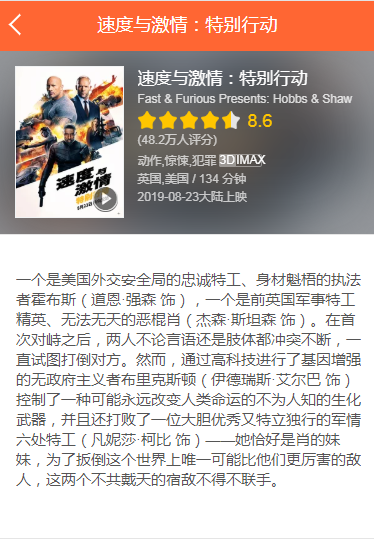 速度与激情：特别行动
速度与激情：特别行动
Fast & Furious Presents: Hobbs & Shaw
8.6
(48.2万人评分)
动作,惊悚,犯罪 3DIMAX
英国,美国 / 134 分钟
2019-08-23大陆上映
速度与
激情
一个是美国外交安全局的忠诚特工、身材魁梧的执法
者霍布斯（道恩·强森 饰），一个是前英国军事特工
精英、无法无天的恶棍肖（杰森·斯坦森 饰）。在首
次对峙之后，两人不论言语还是肢体都冲突不断，一
直试图打倒对方。然而，通过高科技进行了基因增强
的无政府主义者布里克斯顿（伊德瑞斯·艾尔巴 饰）
控制了一种可能永远改变人类命运的不为人知的生化
武器，并且还打败了一位大胆优秀又特立独行的军情
六处特工（凡妮莎·柯比 饰）——她恰好是肖的妹
妹，为了扳倒这个世界上唯一可能比他们更厉害的敌
人，这两个不共戴天的宿敌不得不联手。